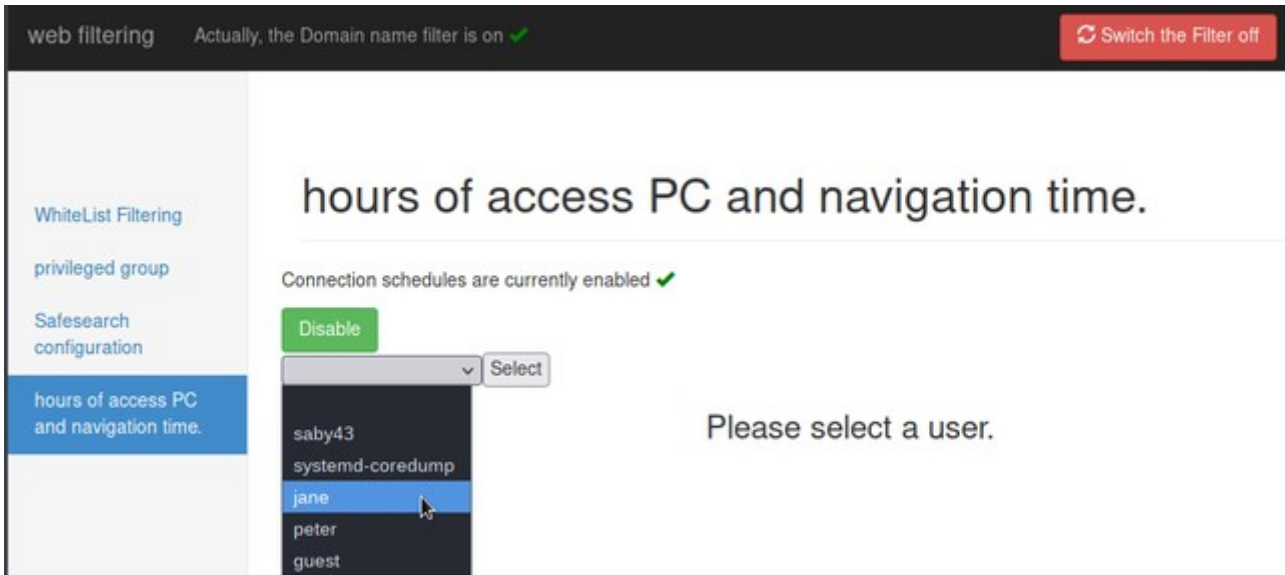 web filtering
Actually, the Domain name filter is on
Switch the Filter off
WhiteList Filtering
privileged group
Safesearch
configuration
hours of access PC
and navigation time.
hours of access PC and navigation time.
Connection schedules are currently enabled
Disable
Select
saby43
systemd-coredump
jane
peter
guest
Please select a user.